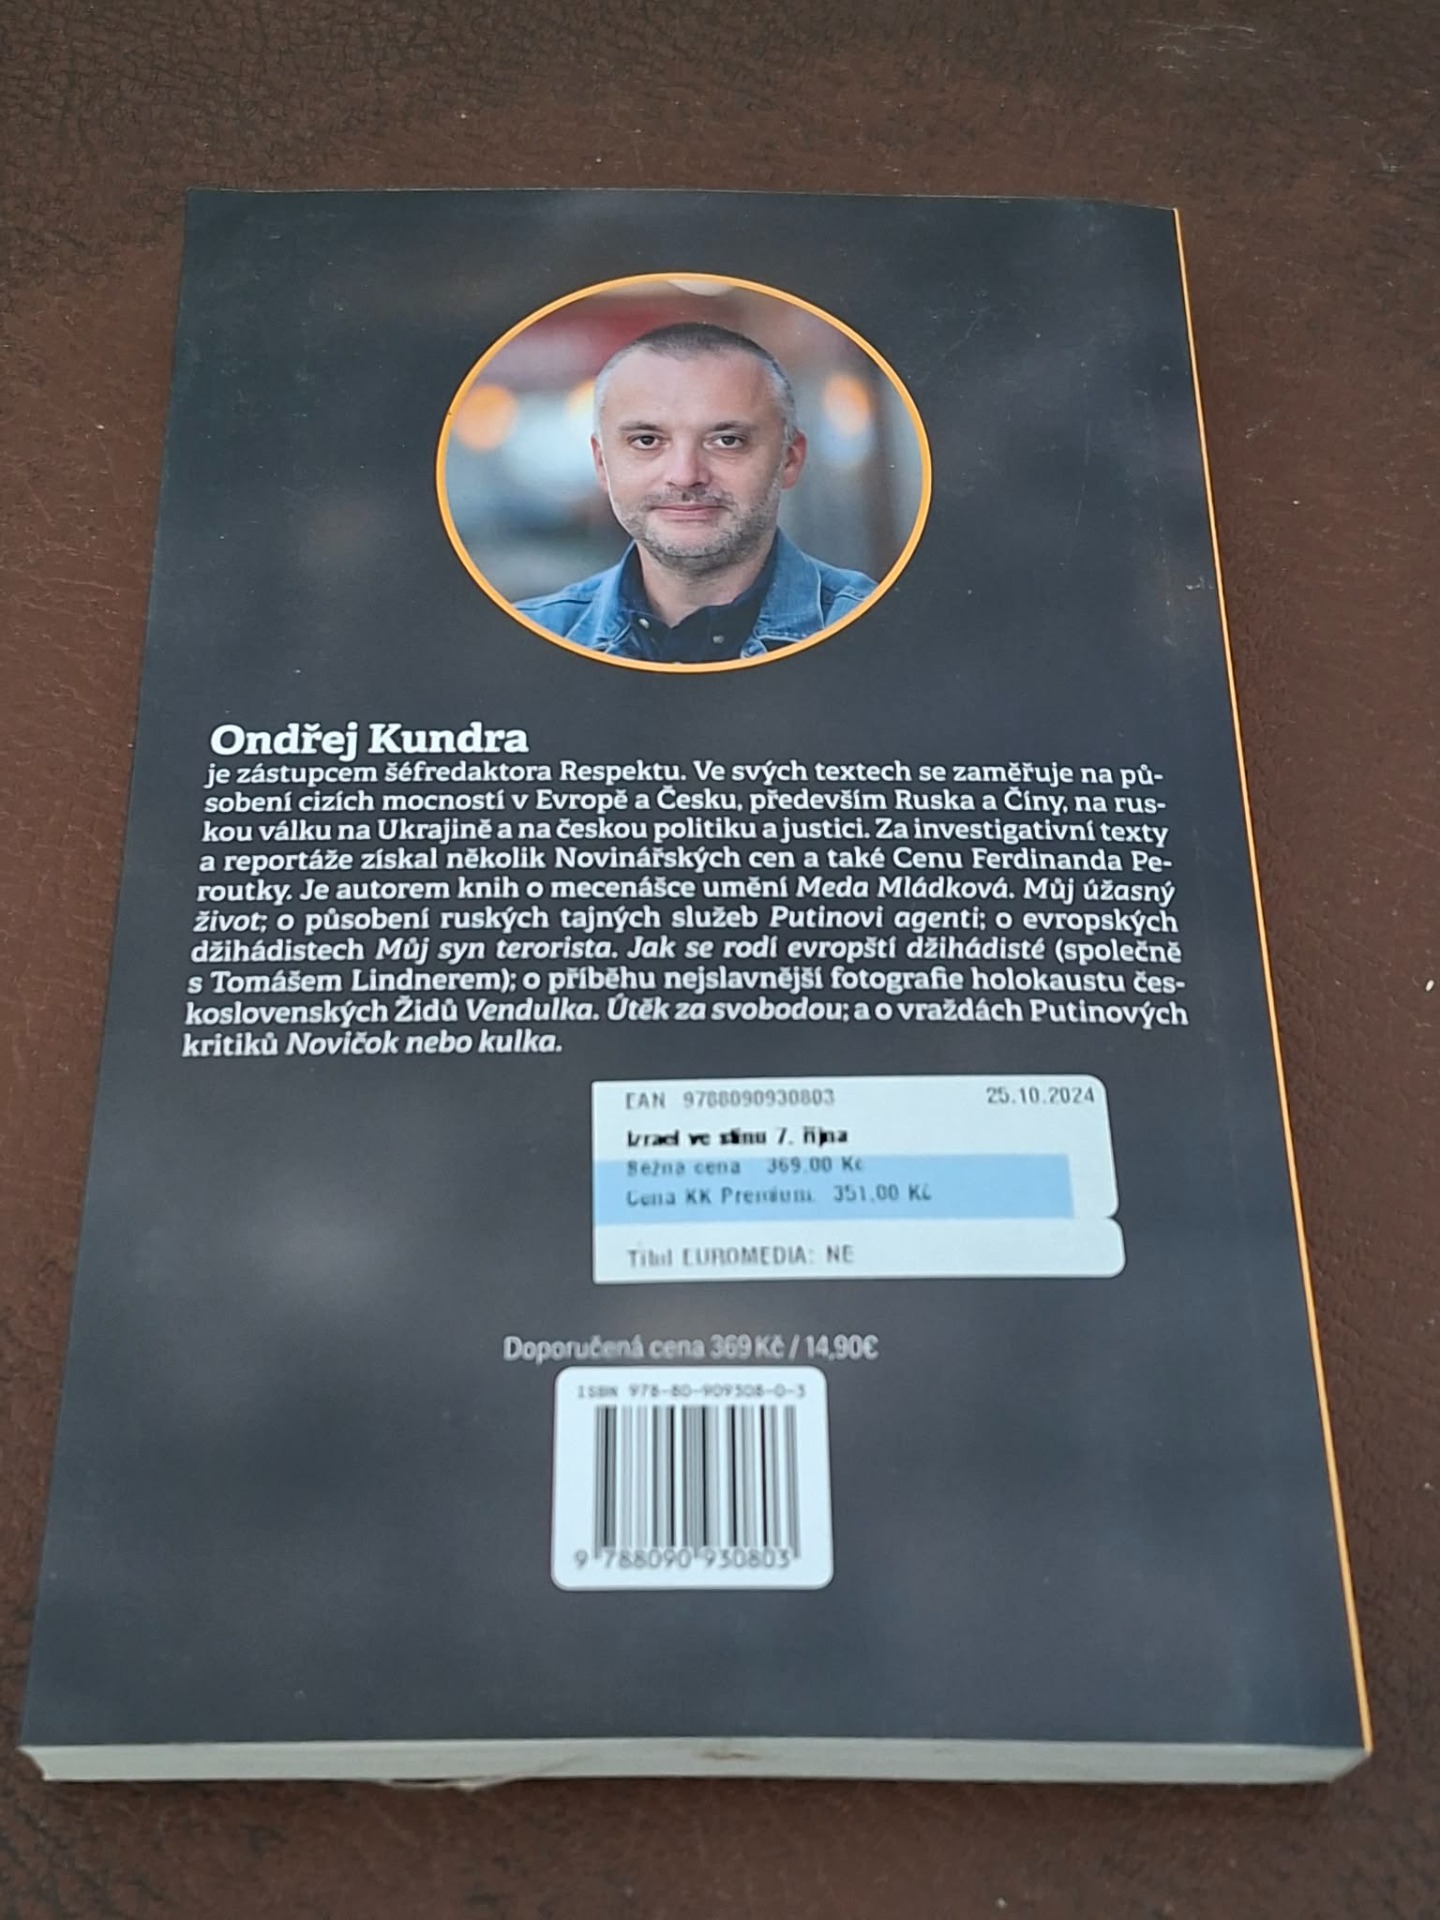 Ondřej Kundra
je zástupcem šéfredaktora Respektu. Ve svých textech se zaměřuje na pů-
sobení cizích mocností v Evropě a Česku, především Ruska a Číny, na rus-
kou válku na Ukrajině a na českou politiku a justici. Za investigativní texty
a reportáže získal několik Novinářských cen a také Cenu Ferdinanda Pe-
routky. Je autorem knih o mecenášce umění Meda Mládková. Můj úžasný
život; o působení ruských tajných služeb Putinovi agenti; o evropských
džihádistech Můj syn terorista. Jak se rodí evropští džihádisté (společně
s Tomášem Lindnerem); o příběhu nejslavnější fotografie holokaustu čes-
koslovenských Židů Vendulka. Útěk za svobodou; a o vraždách Putinových
kritiků Novičok nebo kulka.
EAN 9788090930803 25.10.2024
Izrael ve stínu 7. října
Běžná cena 369.00 Kč
Cena KK Premium. 351.00 Kč
Titul EUROMEDIA: NE
Doporučená cena 369 Kč / 14,90€
ISBN 978-80-909308-0-3
9 788090 930803